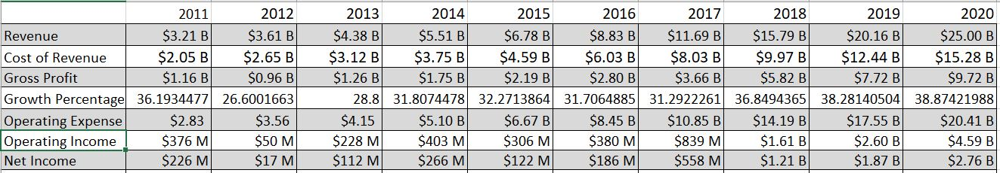 2011 2012 2013 2014 2015 2016 2017 2018 2019 2020
Revenue $3.21 B $3.61 B $4.38 B $5.51 B $6.78 B $8.83 B $11.69 B $15.79 B $20.16 B $25.00 B
Cost of Revenue $2.05 B $2.65 B $3.12 B $3.75 B $4.59 B $6.03 B $8.03 B $9.97 B $12.44 B $15.28 B
Gross Profit $1.16 B $0.96 B $1.26 B $1.75 B $2.19 B $2.80 B $3.66 B $5.82 B $7.72 B $9.72 B
Growth Percentage 36.1934477 26.6001663 28.8 31.8074478 32.2713864 31.7064885 31.2922261 36.8494365 38.28140504 38.87421988
Operating Expense $2.83 $3.56 $4.15 $5.10 B $6.67 B $8.45 B $10.85 B $14.19 B $17.55 B $20.41 B
Operating Income $376 M $50 M $228 M $403 M $306 M $380 M $839 M $1.61 B $2.60 B $4.59 B
Net Income $226 M $17 M $112 M $266 M $122 M $186 M $558 M $1.21 B $1.87 B $2.76 B